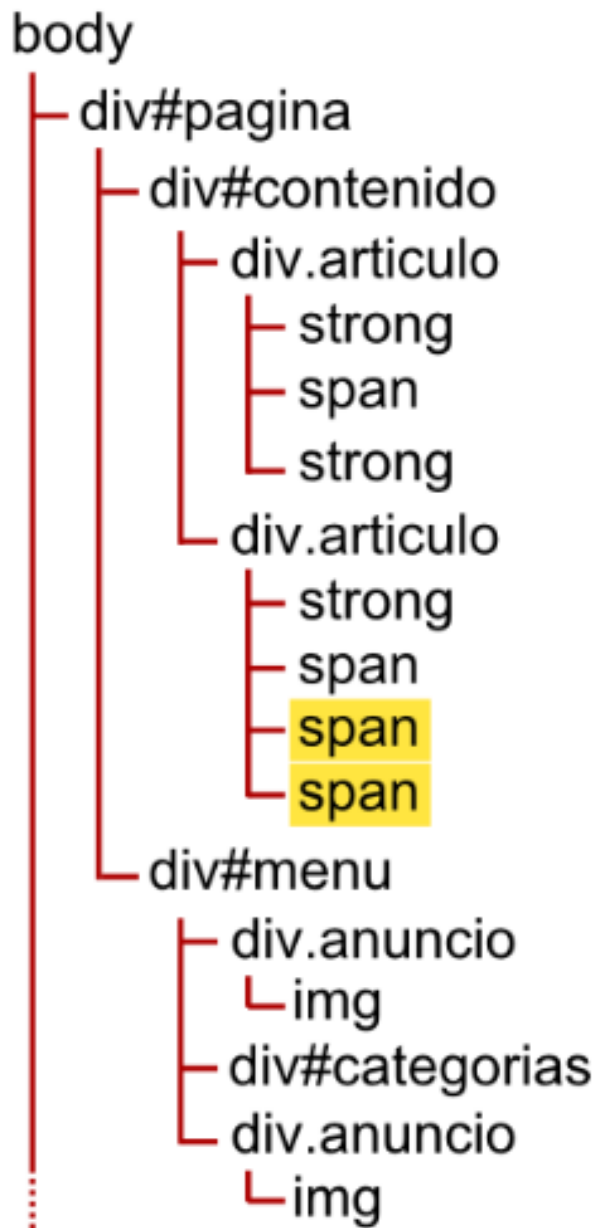 body
div#pagina
div#contenido
div.articulo
strong
span
strong
div.articulo
strong
span
span
span
div#menu
div.anuncio
img
div#categorias
div.anuncio
img